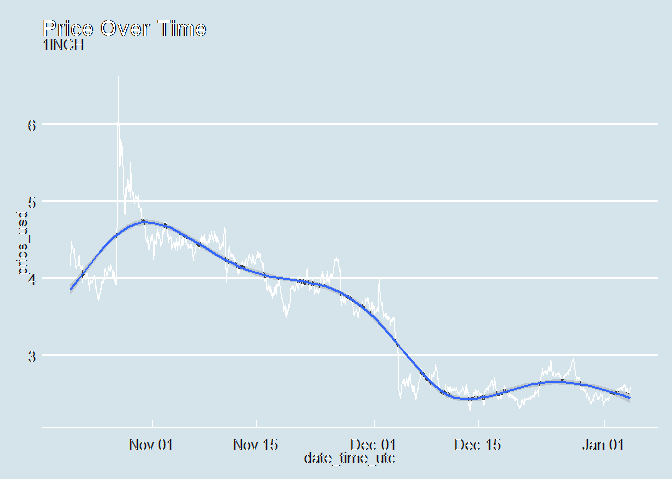 Price Over Time
1INCH
6
5
4
3
price_usd
Nov 01 Nov 15 Dec 01 Dec 15 Jan 01
date_time_utc